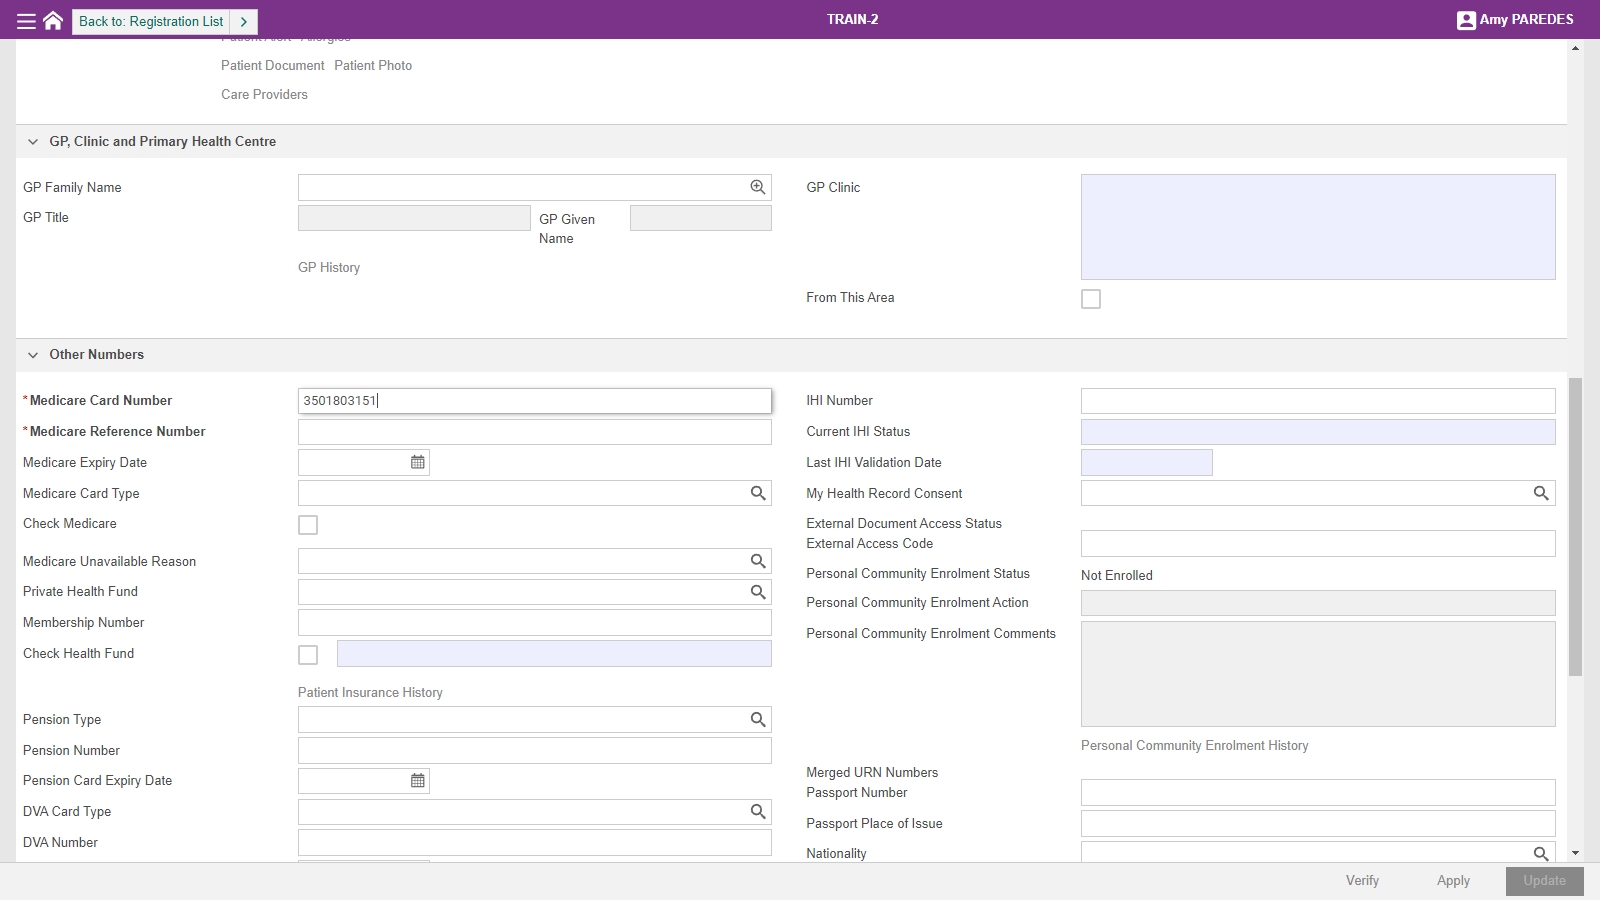 Back to: Registration List
TRAIN-2
Amy PAREDES
Patient Alert Allergies
Patient Document Patient Photo
Care Providers
GP, Clinic and Primary Health Centre
GP Family Name
GP Title
GP Given Name
GP History
GP Clinic
From This Area
Other Numbers
*Medicare Card Number 3501803151
*Medicare Reference Number
Medicare Expiry Date
Medicare Card Type
Check Medicare
Medicare Unavailable Reason
Private Health Fund
Membership Number
Check Health Fund
Patient Insurance History
Pension Type
Pension Number
Pension Card Expiry Date
DVA Card Type
DVA Number
IHI Number
Current IHI Status
Last IHI Validation Date
My Health Record Consent
External Document Access Status
External Access Code
Personal Community Enrolment Status Not Enrolled
Personal Community Enrolment Action
Personal Community Enrolment Comments
Personal Community Enrolment History
Merged URN Numbers
Passport Number
Passport Place of Issue
Nationality
Verify
Apply
Update